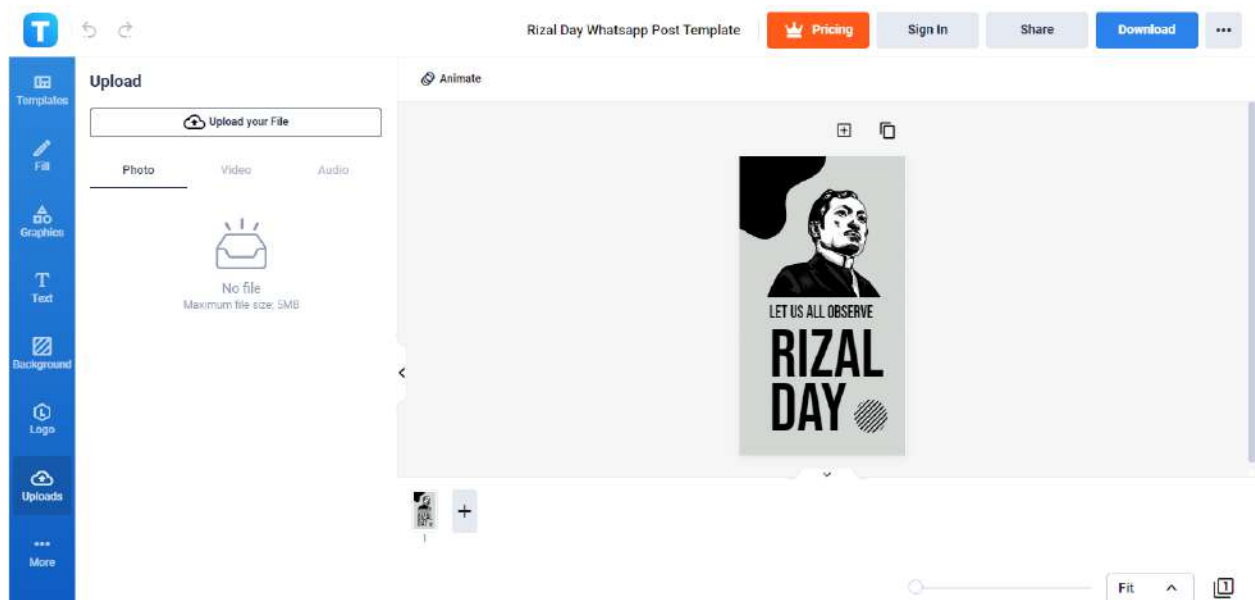 T
Rizal Day Whatsapp Post Template
Pricing
Sign In
Share
Download
Templates
Fill
Graphics
Text
Background
Logo
Uploads
More
Upload
Upload your File
Photo
Video
Audio
No file
Maximum file size: 5MB
Animate
LET US ALL OBSERVE
RIZAL
DAY
1
Fit
1